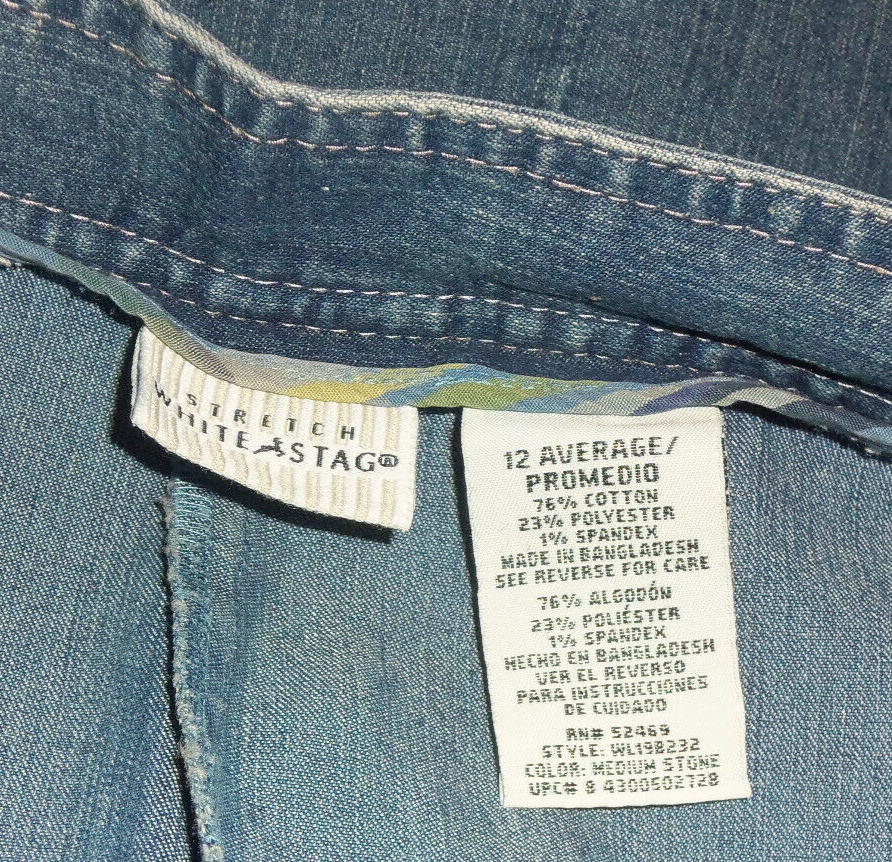 STRETCH
WHITE STAG®
12 AVERAGE/
PROMEDIO
76% COTTON
23% POLYESTER
1% SPANDEX
MADE IN BANGLADESH
SEE REVERSE FOR CARE
76% ALGODÓN
23% POLIÉSTER
1% SPANDEX
HECHO EN BANGLADESH
VER EL REVERSO
PARA INSTRUCCIONES
DE CUIDADO
RN# 52469
STYLE: WL198232
COLOR: MEDIUM STONE
UPC# 8 4300602728